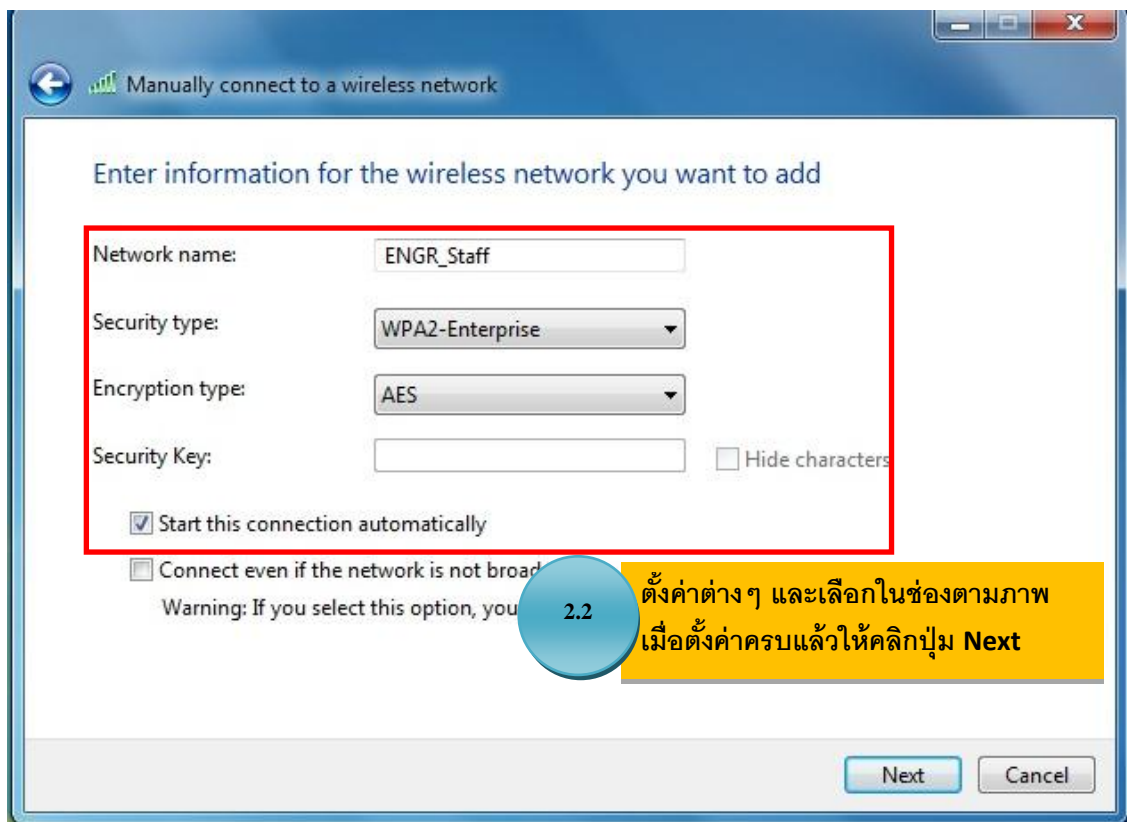 Manually connect to a wireless network
Enter information for the wireless network you want to add
Network name: ENGR_Staff
Security type: WPA2-Enterprise
Encryption type: AES
Security Key: Hide characters
Start this connection automatically
Connect even if the network is not broad
Warning: If you select this option, you
2.2
ตั้งค่าต่างๆ และเลือกในช่องตามภาพ
เมื่อตั้งค่าครบแล้วให้คลิกปุ่ม Next
Next Cancel